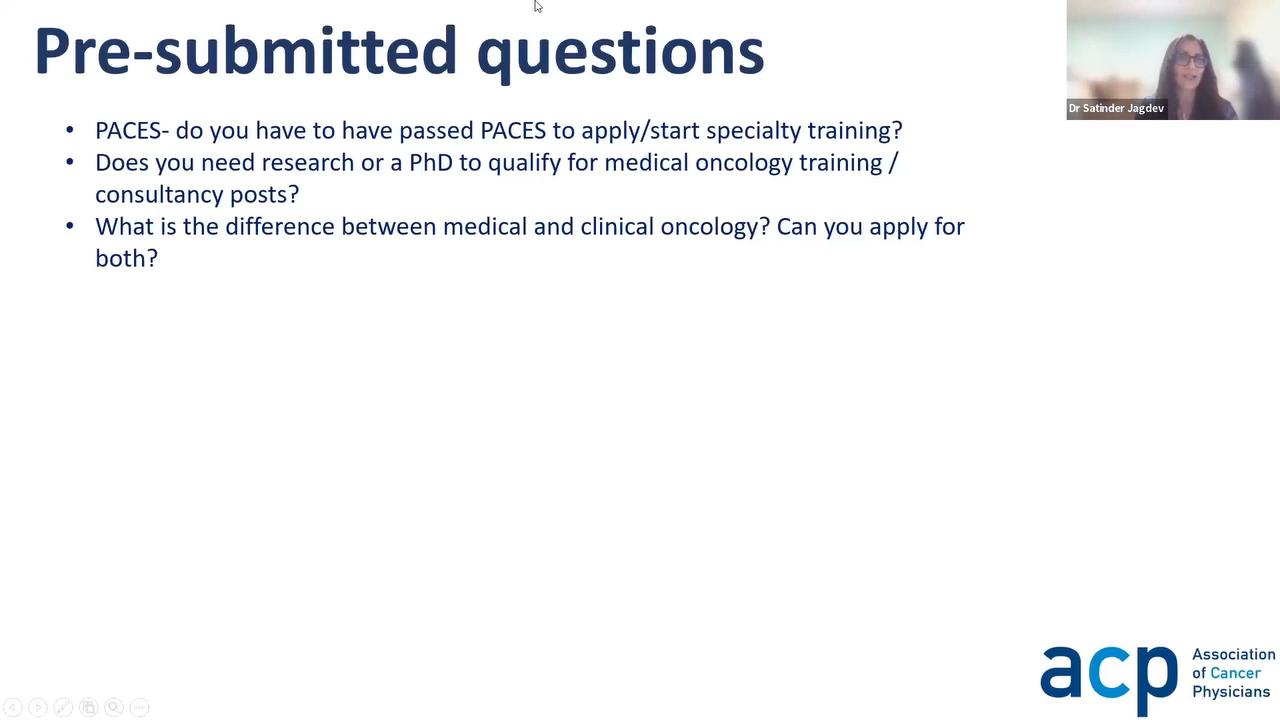 Pre-submitted questions
Dr Satinder Jagdev
• PACES- do you have to have passed PACES to apply/start specialty training?
• Does you need research or a PhD to qualify for medical oncology training /
consultancy posts?
• What is the difference between medical and clinical oncology? Can you apply for
both?
acp
Association
of Cancer
Physicians